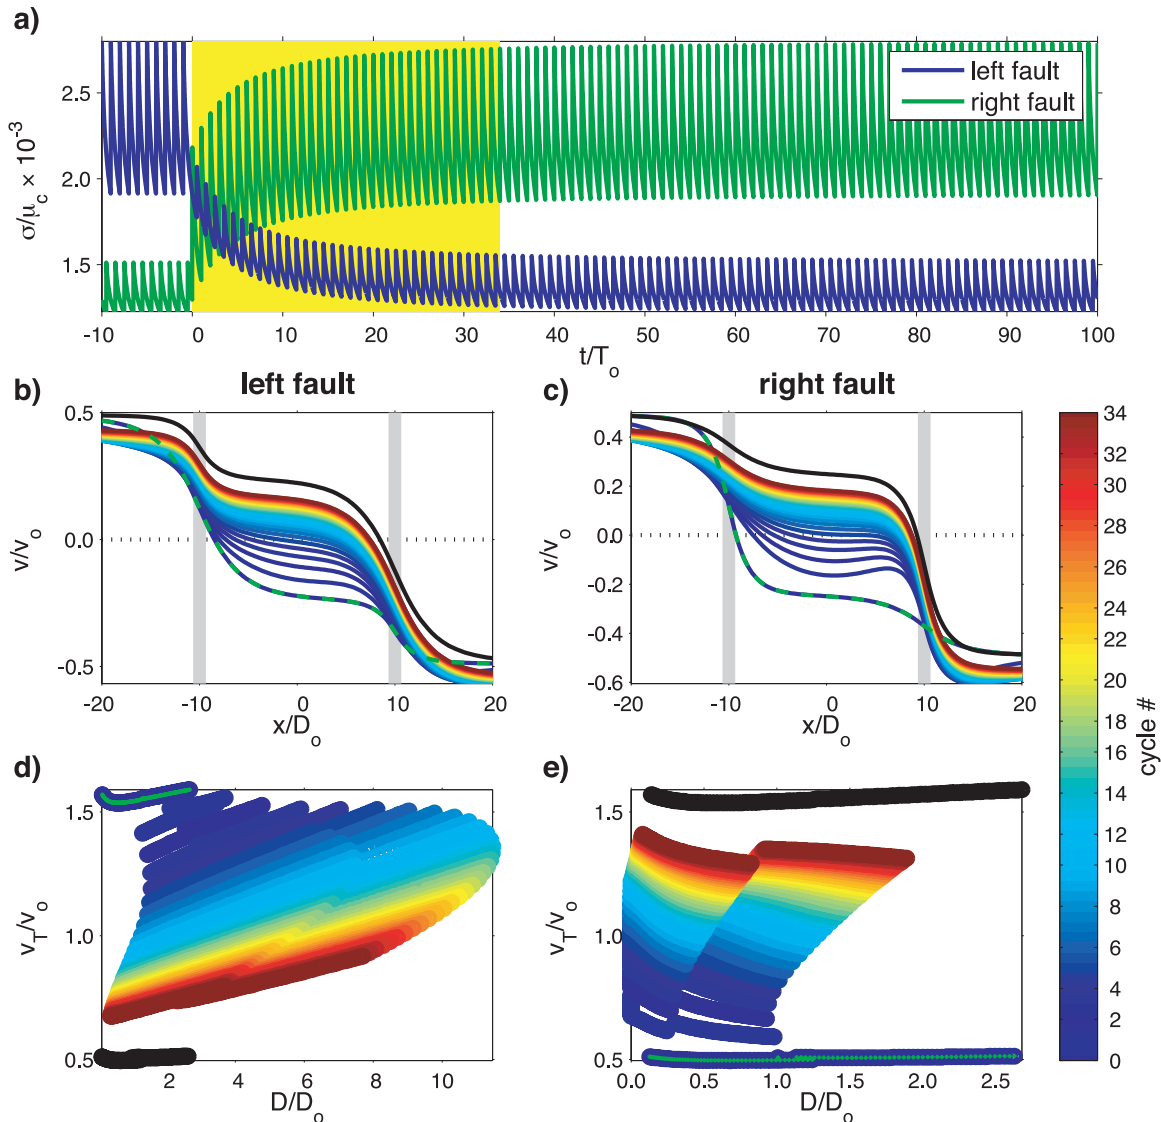 a)
σ/μc × 10-3
2.5
2.0
1.5
left fault
right fault
-10 0 10 20 30 40 50 60 70 80 90 100
t/To
b) left fault
c) right fault
v/vo
0.5
0.0
-0.5
-20 -10 0 10 20
x/Do
v/vo
0.4
0.2
0.0
-0.2
-0.4
-0.6
-20 -10 0 10 20
x/Do
34
32
30
28
26
24
22
20
18
16
14
12
10
8
6
4
2
0
cycle #
d)
vT/vo
1.5
1.0
0.5
2 4 6 8 10
D/Do
e)
vT/vo
1.5
1.0
0.5
0.0 0.5 1.0 1.5 2.0 2.5
D/Do